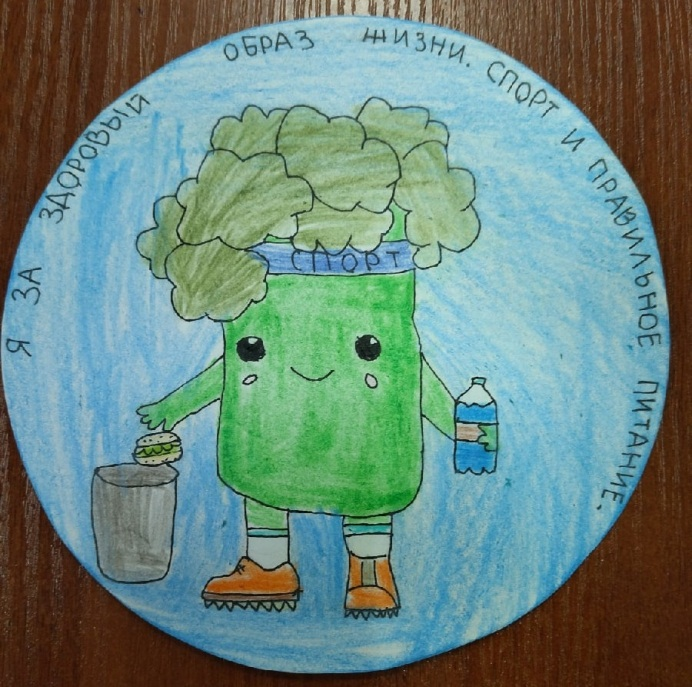 Я ЗА ЗДОРОВЫЙ ОБРАЗ ЖИЗНИ. СПОРТ И ПРАВИЛЬНОЕ ПИТАНИЕ.
СПОРТ